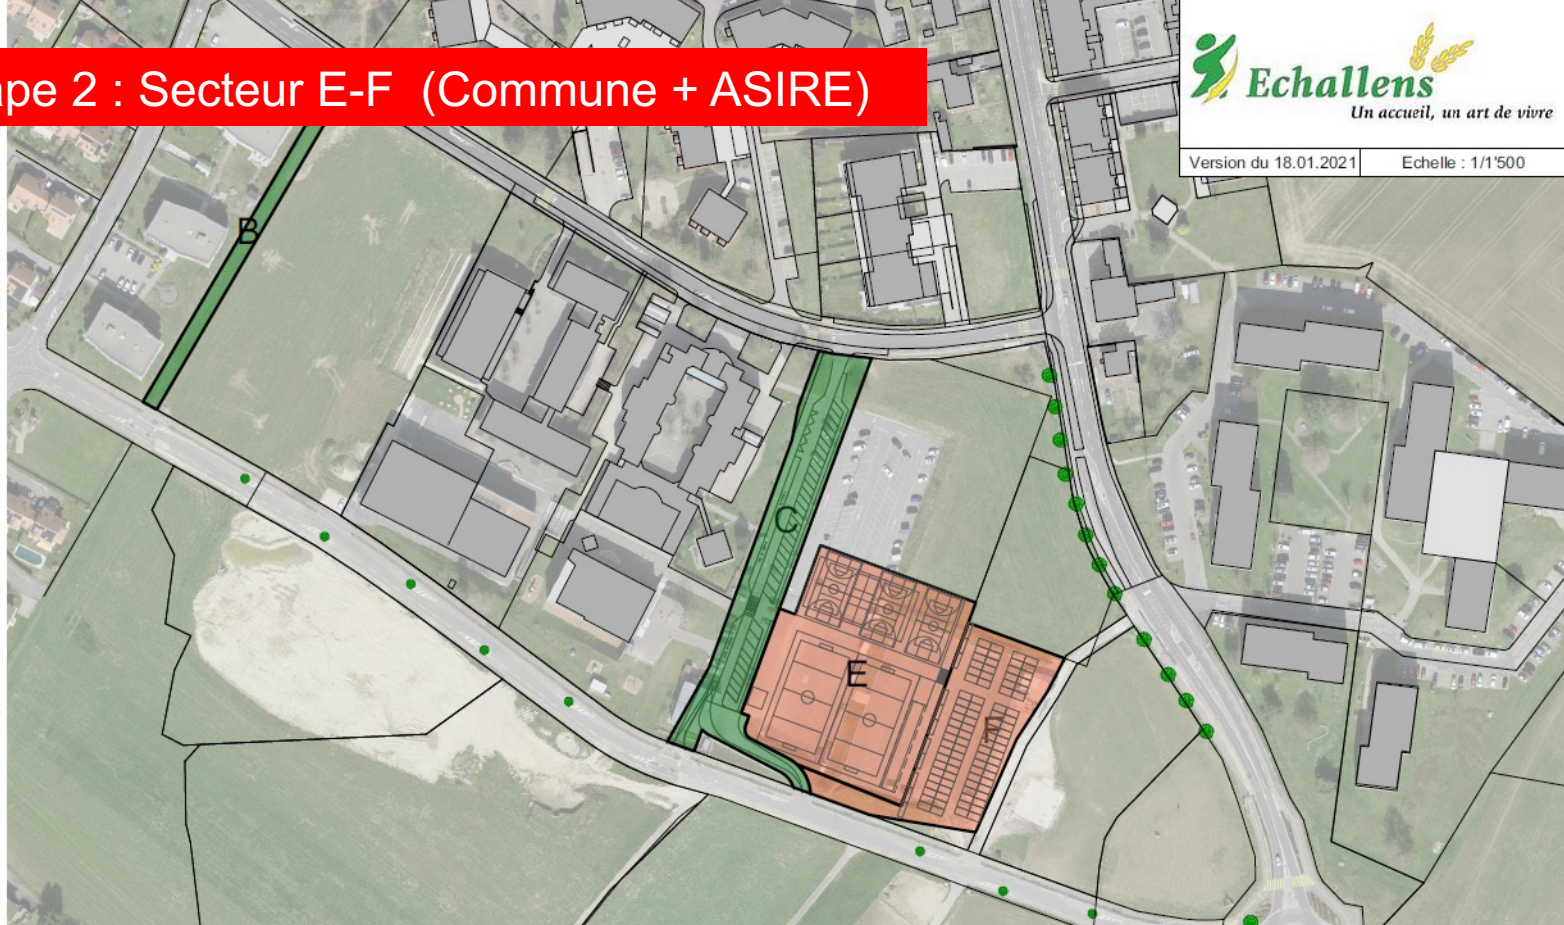 ape 2 : Secteur E-F (Commune + ASIRE)
Echallens
Un accueil, un art de vivre
Version du 18.01.2021
Echelle : 1/1'500
B
C
E
F